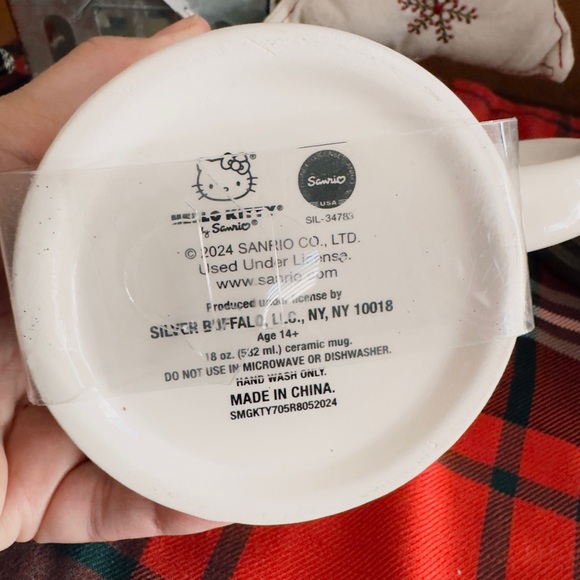 HELLO KITTY®
by Sanrio®
Sanrio
USA
SIL-34783
© 2024 SANRIO CO., LTD.
Used Under License.
www.sanrio.com
Produced under license by
SILVER BUFFALO, LLC., NY, NY 10018
Age 14+
18 oz. (532 ml.) ceramic mug.
DO NOT USE IN MICROWAVE OR DISHWASHER.
HAND WASH ONLY.
MADE IN CHINA.
SMGKTY705R8052024